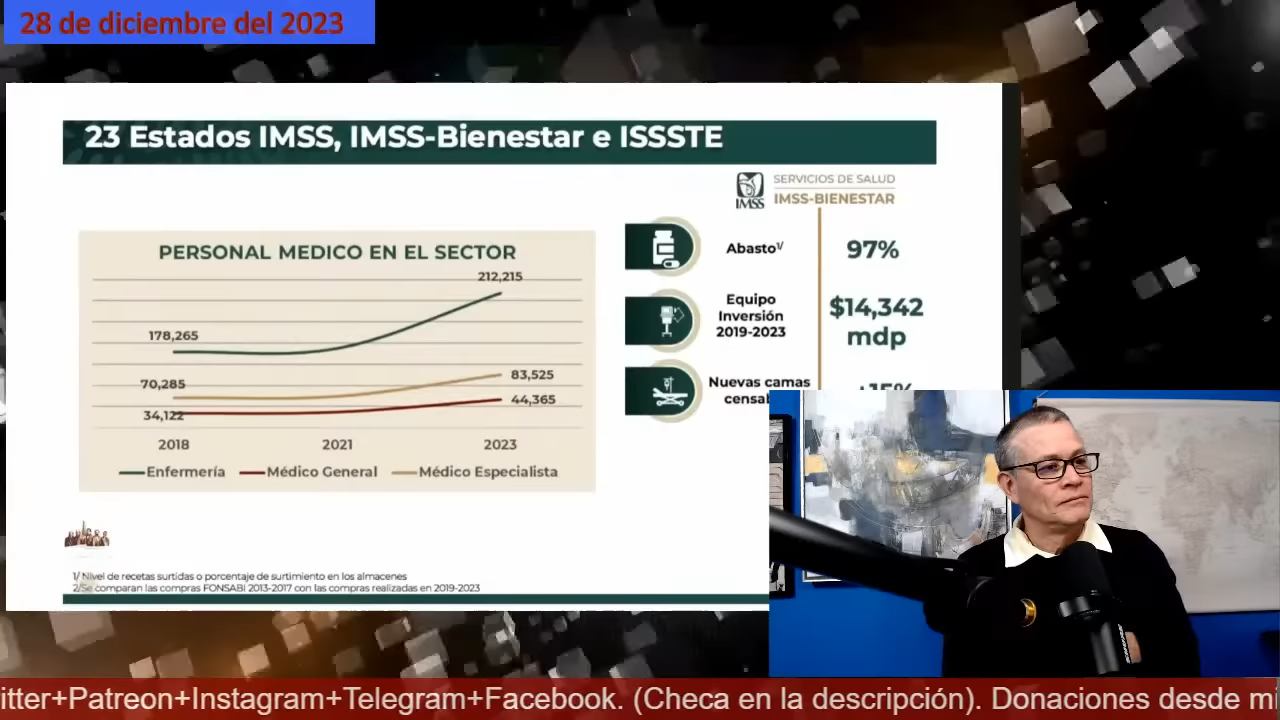 28 de diciembre del 2023
23 Estados IMSS, IMSS-Bienestar e ISSSTE
SERVICIOS DE SALUD
IMSS
IMSS-BIENESTAR
PERSONAL MEDICO EN EL SECTOR
212,215
178,265
70,285
83,525
34,122
44,365
2018
2021
2023
Enfermería
Médico General
Médico Especialista
Abasto1/
97%
Equipo
Inversión
2019-2023
$14,342
mdp
Nuevas camas
1/ Nivel de recetas surtidas o porcentaje de surtimiento en los almacenes
2/Se comparan las compras FONSABI 2013-2017 con las compras realizadas en 2019-2023
itter+Patreon+Instagram+Telegram+Facebook. (Checa en la descripción). Donaciones desde mi